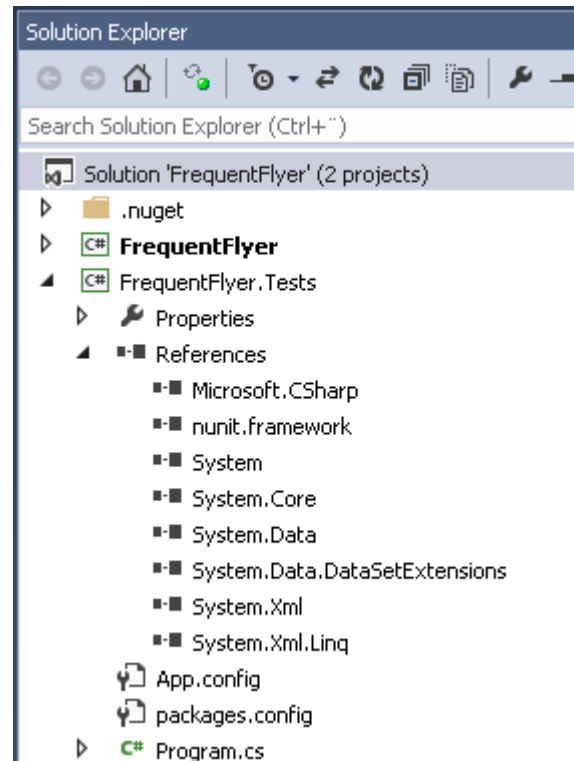 Solution Explorer
Search Solution Explorer (Ctrl+¨)
Solution 'FrequentFlyer' (2 projects)
.nuget
C# FrequentFlyer
C# FrequentFlyer.Tests
Properties
References
Microsoft.CSharp
nunit.framework
System
System.Core
System.Data
System.Data.DataSetExtensions
System.Xml
System.Xml.Linq
App.config
packages.config
C# Program.cs